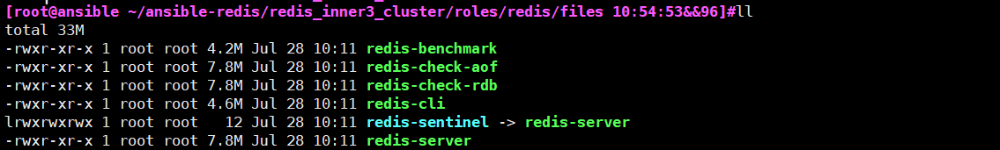 [root@ansible ~/ansible-redis/redis_inner3_cluster/roles/redis/files 10:54:53&&96]#ll
total 33M
-rwxr-xr-x 1 root root 4.2M Jul 28 10:11 redis-benchmark
-rwxr-xr-x 1 root root 7.8M Jul 28 10:11 redis-check-aof
-rwxr-xr-x 1 root root 7.8M Jul 28 10:11 redis-check-rdb
-rwxr-xr-x 1 root root 4.6M Jul 28 10:11 redis-cli
lrwxrwxrwx 1 root root   12 Jul 28 10:11 redis-sentinel -> redis-server
-rwxr-xr-x 1 root root 7.8M Jul 28 10:11 redis-server